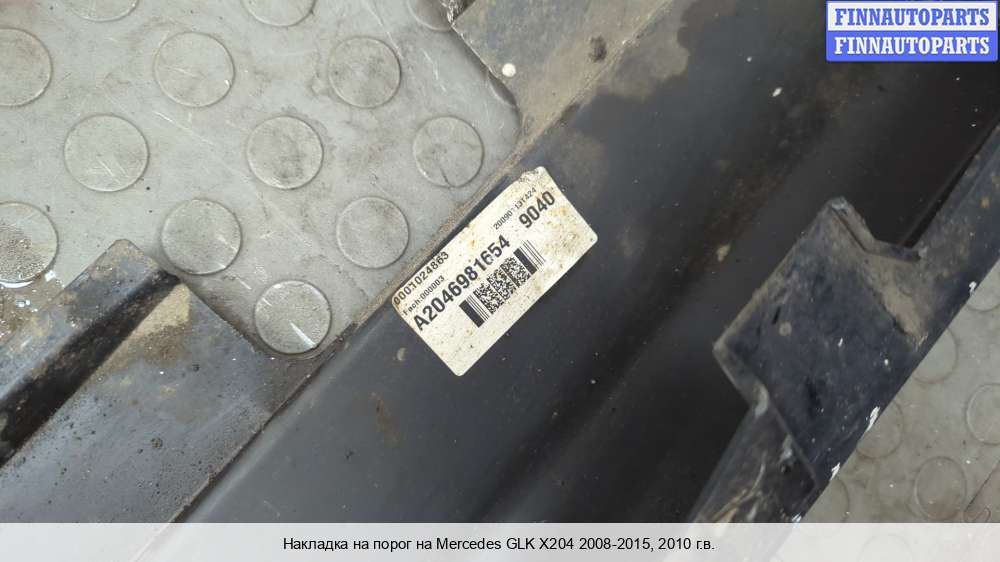 FINNAUTOPARTS
FINNAUTOPARTS
0001024863
Fach:000003
A2046981654 9040
Накладка на порог на Mercedes GLK X204 2008-2015, 2010 г.в.